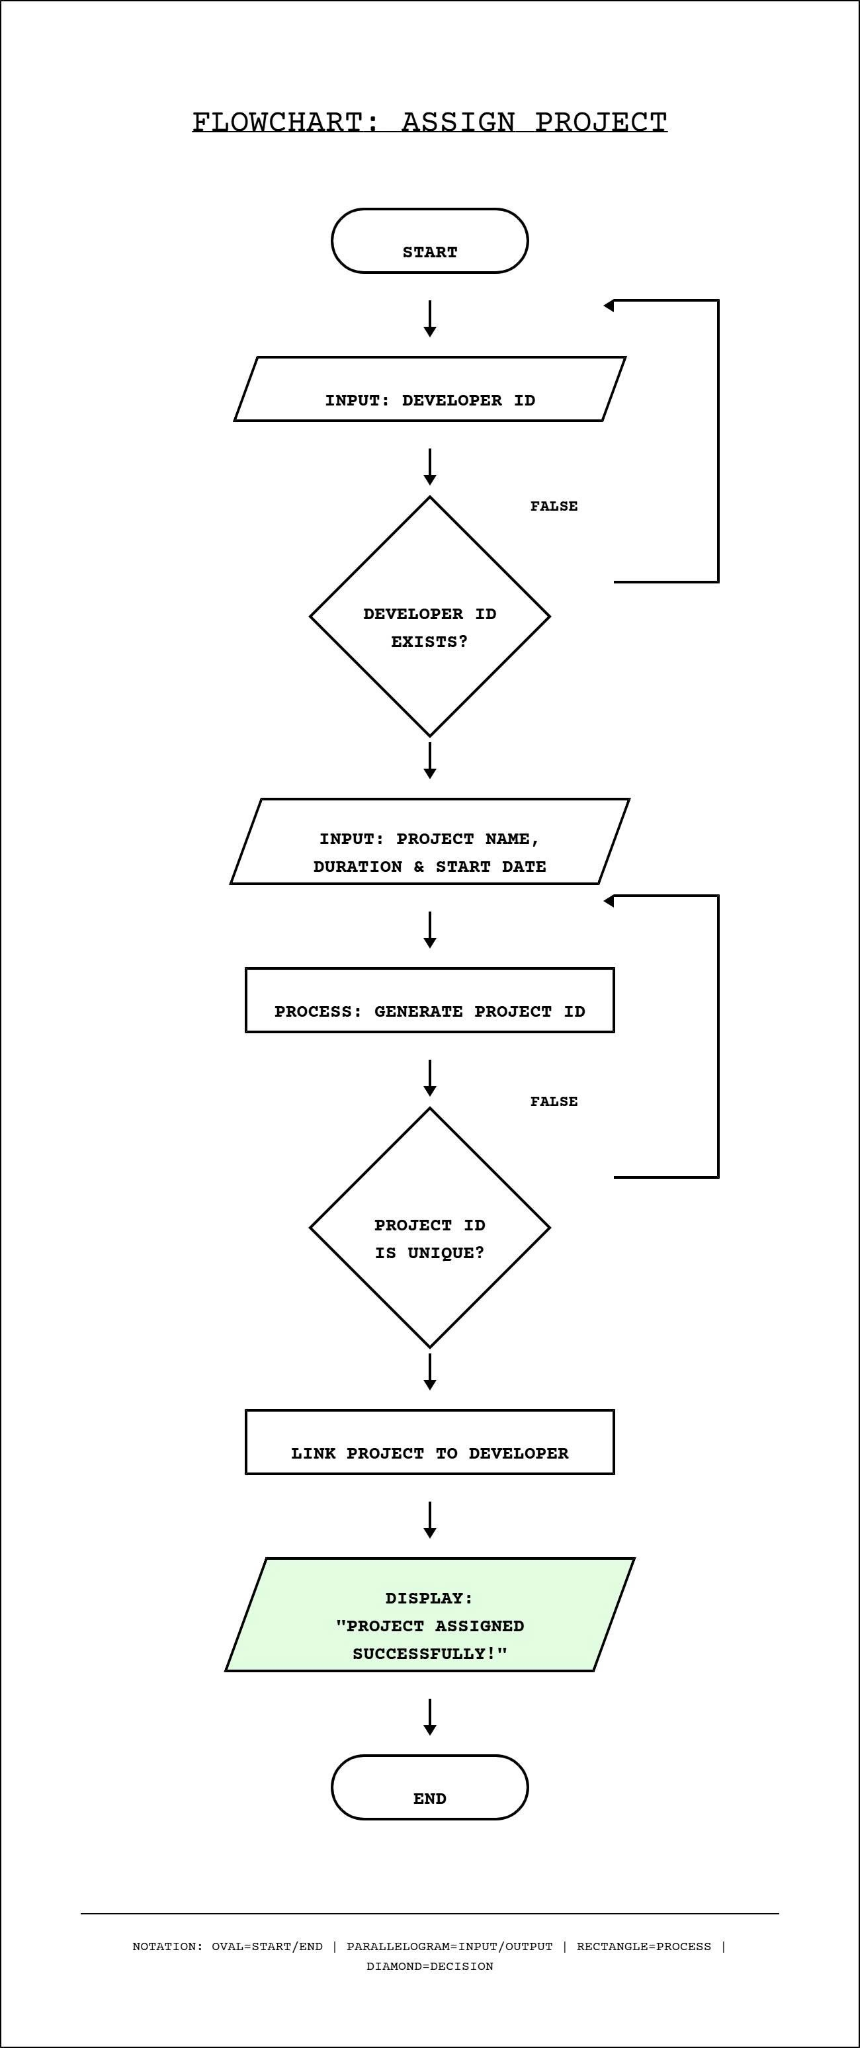 FLOWCHART: ASSIGN PROJECT
START
INPUT: DEVELOPER ID
FALSE
DEVELOPER ID
EXISTS?
INPUT: PROJECT NAME,
DURATION & START DATE
PROCESS: GENERATE PROJECT ID
FALSE
PROJECT ID
IS UNIQUE?
LINK PROJECT TO DEVELOPER
DISPLAY:
"PROJECT ASSIGNED
SUCCESSFULLY!"
END
NOTATION: OVAL=START/END | PARALLELOGRAM=INPUT/OUTPUT | RECTANGLE=PROCESS |
DIAMOND=DECISION